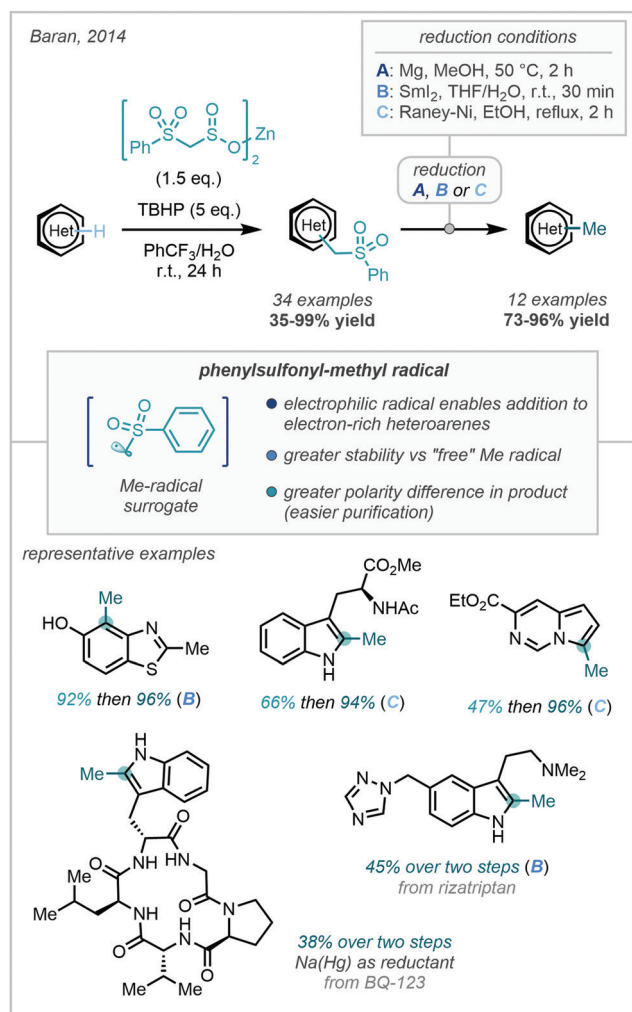 Baran, 2014
reduction conditions
A: Mg, MeOH, 50 °C, 2 h
B: SmI₂, THF/H₂O, r.t., 30 min
C: Raney-Ni, EtOH, reflux, 2 h
O O O
S S
Ph O Zn
2
(1.5 eq.)
TBHP (5 eq.)
PhCF₃/H₂O
r.t., 24 h
Het H
Het
O
S O
Ph
reduction
A, B or C
Het Me
34 examples
35-99% yield
12 examples
73-96% yield
phenylsulfonyl-methyl radical
O O
S
Me-radical
surrogate
electrophilic radical enables addition to
electron-rich heteroarenes
greater stability vs "free" Me radical
greater polarity difference in product
(easier purification)
representative examples
Me
HO N
Me
S
92% then 96% (B)
CO₂Me
NHAc
Me
N
H
66% then 94% (C)
EtO₂C
N N
Me
47% then 96% (C)
H
N
Me
O
NH HN
O
Me
Me
NH
O
N
O
H
N
O
O
Me Me
38% over two steps
Na(Hg) as reductant
from BQ-123
N
N
N
NMe₂
Me
N
H
45% over two steps (B)
from rizatriptan